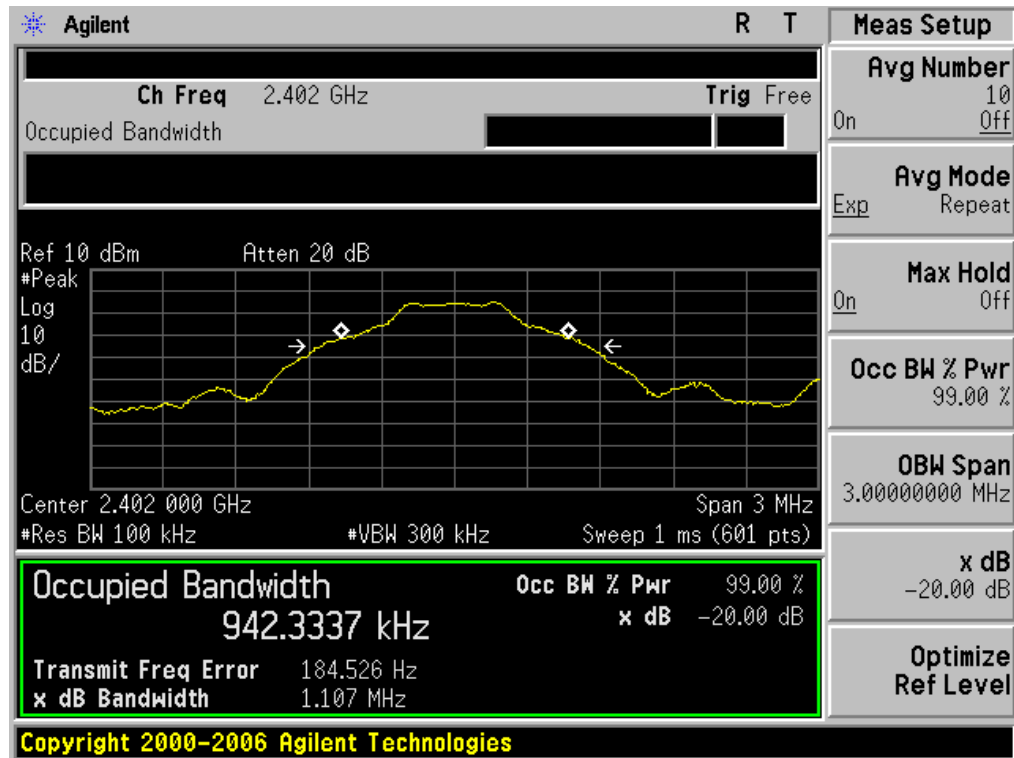 Agilent R T
Ch Freq 2.402 GHz Trig Free
Occupied Bandwidth
Ref 10 dBm Atten 20 dB
#Peak
Log
10
dB/
Center 2.402 000 GHz Span 3 MHz
#Res BW 100 kHz #VBW 300 kHz Sweep 1 ms (601 pts)
Occupied Bandwidth
942.3337 kHz
Occ BW % Pwr 99.00 %
x dB -20.00 dB
Transmit Freq Error 184.526 Hz
x dB Bandwidth 1.107 MHz
Copyright 2000-2006 Agilent Technologies
Meas Setup
Avg Number
10
On Off
Avg Mode
Exp Repeat
Max Hold
On Off
Occ BW % Pwr
99.00 %
OBW Span
3.00000000 MHz
x dB
-20.00 dB
Optimize
Ref Level